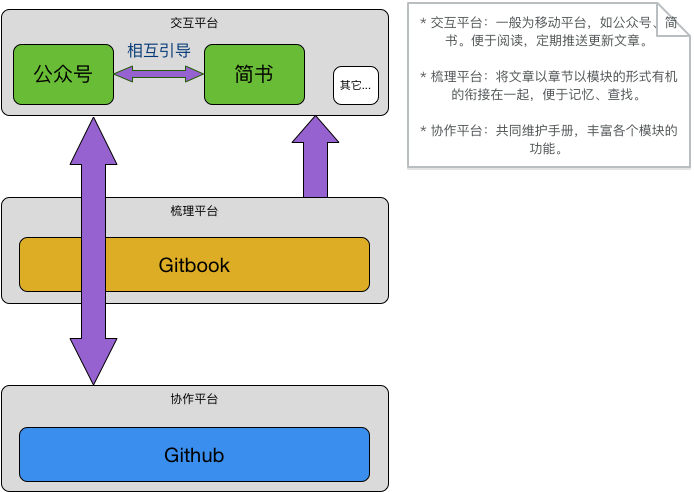 交互平台
相互引导
公众号
简书
其它...
梳理平台
Gitbook
协作平台
Github
* 交互平台：一般为移动平台，如公众号、简
书。便于阅读，定期推送更新文章。
* 梳理平台：将文章以章节以模块的形式有机
的衔接在一起，便于记忆、查找。
* 协作平台：共同维护手册，丰富各个模块的
功能。